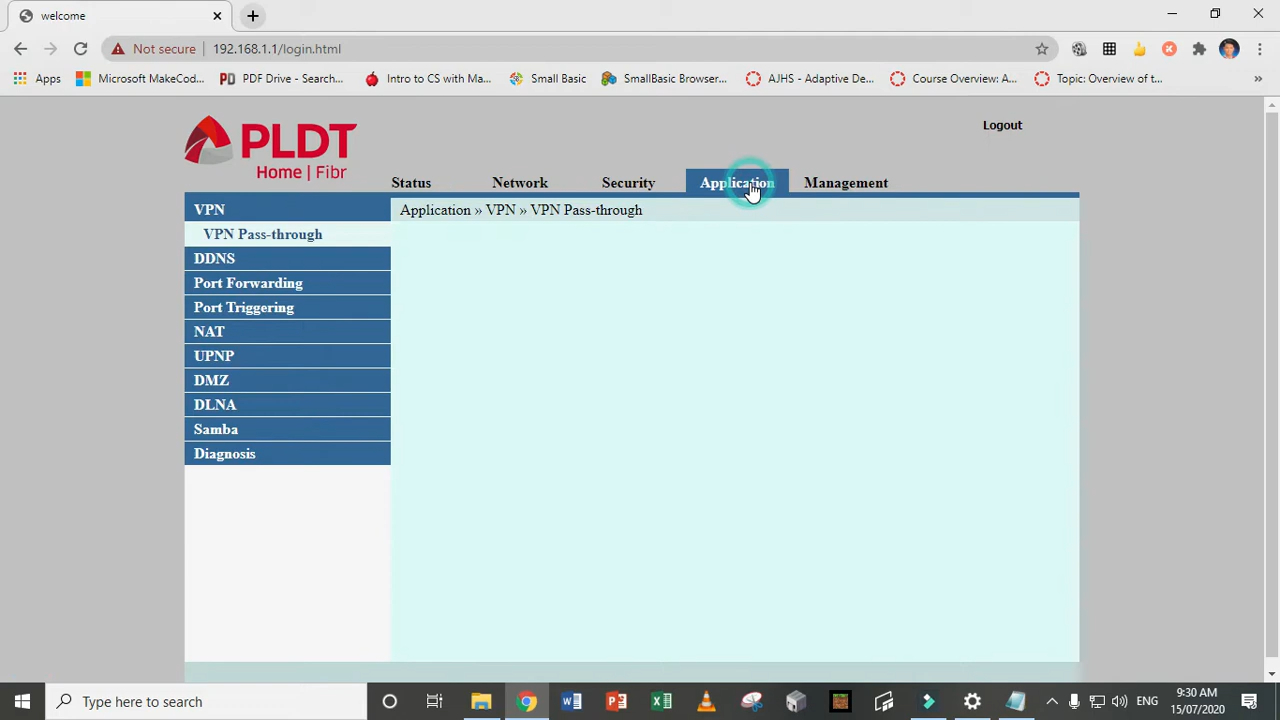 welcome
Not secure 192.168.1.1/login.html
Apps Microsoft MakeCod... PDF Drive - Search... Intro to CS with Ma... Small Basic SmallBasic Browser... AJHS - Adaptive De... Course Overview: A... Topic: Overview of t...
PLDT
Home | Fibr
Logout
Status Network Security Application Management
VPN
Application » VPN » VPN Pass-through
VPN Pass-through
DDNS
Port Forwarding
Port Triggering
NAT
UPNP
DMZ
DLNA
Samba
Diagnosis
Type here to search
ENG
9:30 AM
15/07/2020